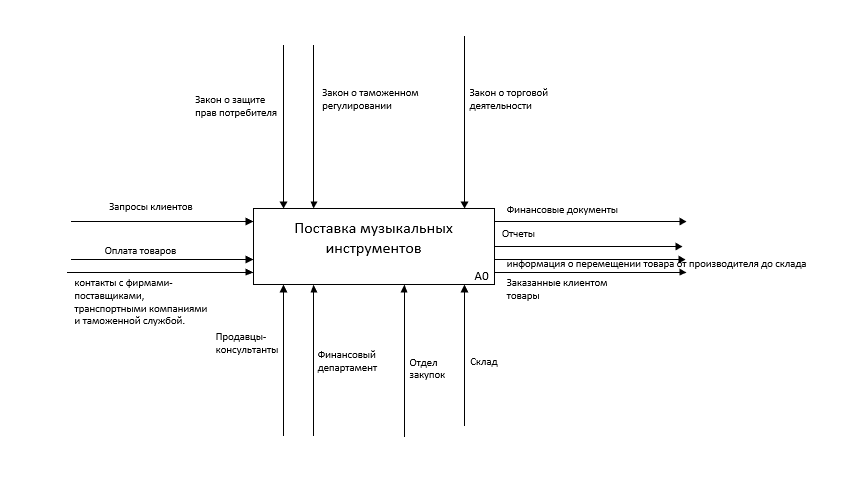 Закон о защите
прав потребителя
Закон о таможенном
регулировании
Закон о торговой
деятельности
Запросы клиентов
Оплата товаров
контакты с фирмами-
поставщиками,
транспортными компаниями
и таможенной службой.
Поставка музыкальных
инструментов
A0
Финансовые документы
Отчеты
информация о перемещении товара от производителя до склада
Заказанные клиентом
товары
Продавцы-
консультанты
Финансовый
департамент
Отдел
закупок
Склад